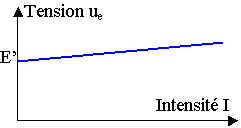 Tension uₑ
E'
Intensité I